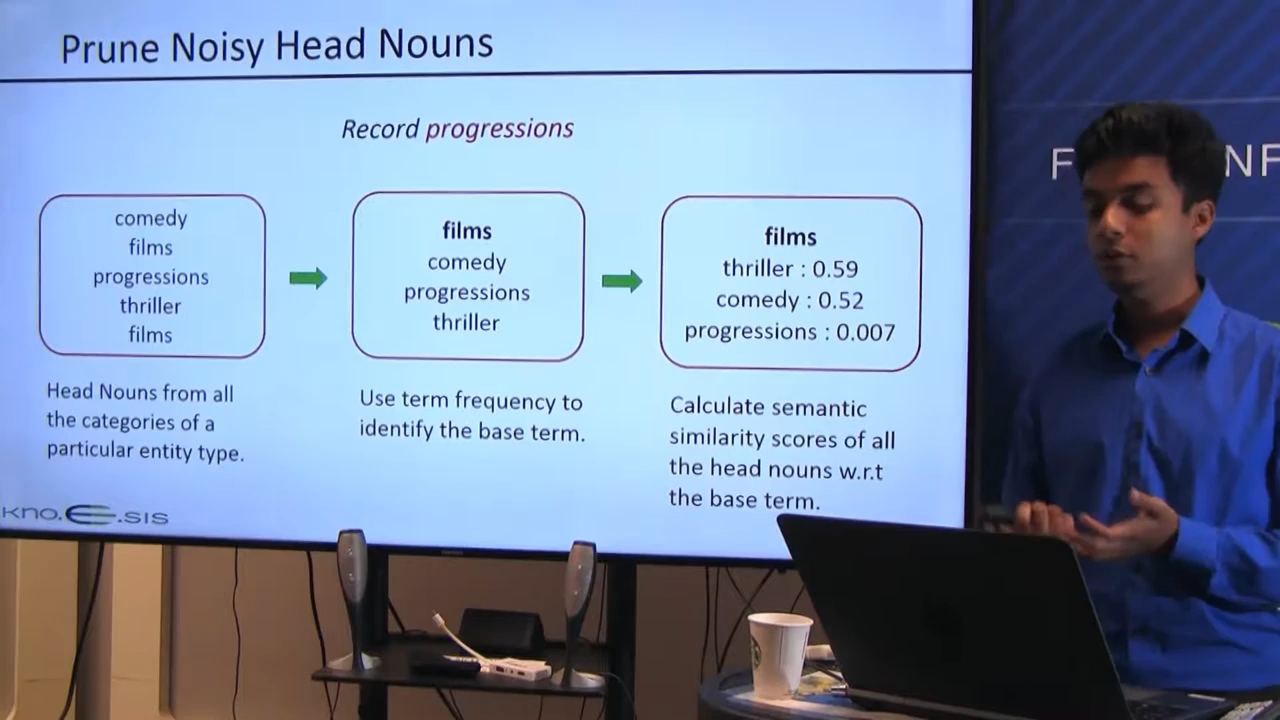 Prune Noisy Head Nouns
Record progressions
comedy
films
progressions
thriller
films
Head Nouns from all
the categories of a
particular entity type.
films
comedy
progressions
thriller
Use term frequency to
identify the base term.
films
thriller : 0.59
comedy : 0.52
progressions : 0.007
Calculate semantic
similarity scores of all
the head nouns w.r.t
the base term.
kno.e.sis